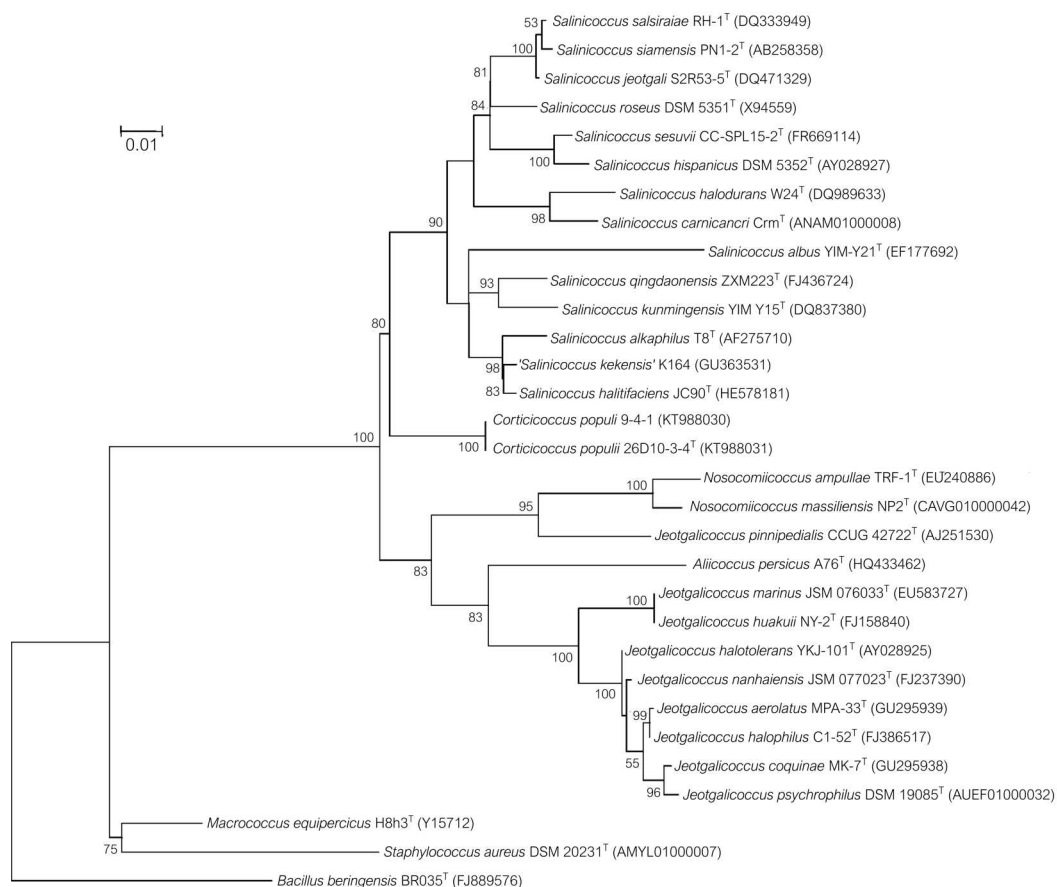 53
Salinicoccus salsiraiae RH-1ᵀ (DQ333949)
100
Salinicoccus siamensis PN1-2ᵀ (AB258358)
81
Salinicoccus jeotgali S2R53-5ᵀ (DQ471329)
84
Salinicoccus roseus DSM 5351ᵀ (X94559)
0.01
Salinicoccus sesuvii CC-SPL15-2ᵀ (FR669114)
100
Salinicoccus hispanicus DSM 5352ᵀ (AY028927)
Salinicoccus halodurans W24ᵀ (DQ989633)
98
Salinicoccus carnicancri Crmᵀ (ANAM01000008)
90
Salinicoccus albus YIM-Y21ᵀ (EF177692)
93
Salinicoccus qingdaonensis ZXM223ᵀ (FJ436724)
Salinicoccus kunmingensis YIM Y15ᵀ (DQ837380)
80
Salinicoccus alkaphilus T8ᵀ (AF275710)
98
'Salinicoccus kekensis' K164 (GU363531)
83
Salinicoccus halitifaciens JC90ᵀ (HE578181)
Corticicoccus populi 9-4-1 (KT988030)
100
100
Corticicoccus populii 26D10-3-4ᵀ (KT988031)
Nosocomiicoccus ampullae TRF-1ᵀ (EU240886)
100
Nosocomiicoccus massiliensis NP2ᵀ (CAVG010000042)
95
Jeotgalicoccus pinnipedialis CCUG 42722ᵀ (AJ251530)
83
Aliicoccus persicus A76ᵀ (HQ433462)
Jeotgalicoccus marinus JSM 076033ᵀ (EU583727)
100
83
Jeotgalicoccus huakuii NY-2ᵀ (FJ158840)
100
Jeotgalicoccus halotolerans YKJ-101ᵀ (AY028925)
100
Jeotgalicoccus nanhaiensis JSM 077023ᵀ (FJ237390)
99
Jeotgalicoccus aerolatus MPA-33ᵀ (GU295939)
Jeotgalicoccus halophilus C1-52ᵀ (FJ386517)
55
Jeotgalicoccus coquinae MK-7ᵀ (GU295938)
96
Jeotgalicoccus psychrophilus DSM 19085ᵀ (AUEF01000032)
Macrococcus equipercicus H8h3ᵀ (Y15712)
75
Staphylococcus aureus DSM 20231ᵀ (AMYL01000007)
Bacillus beringensis BR035ᵀ (FJ889576)